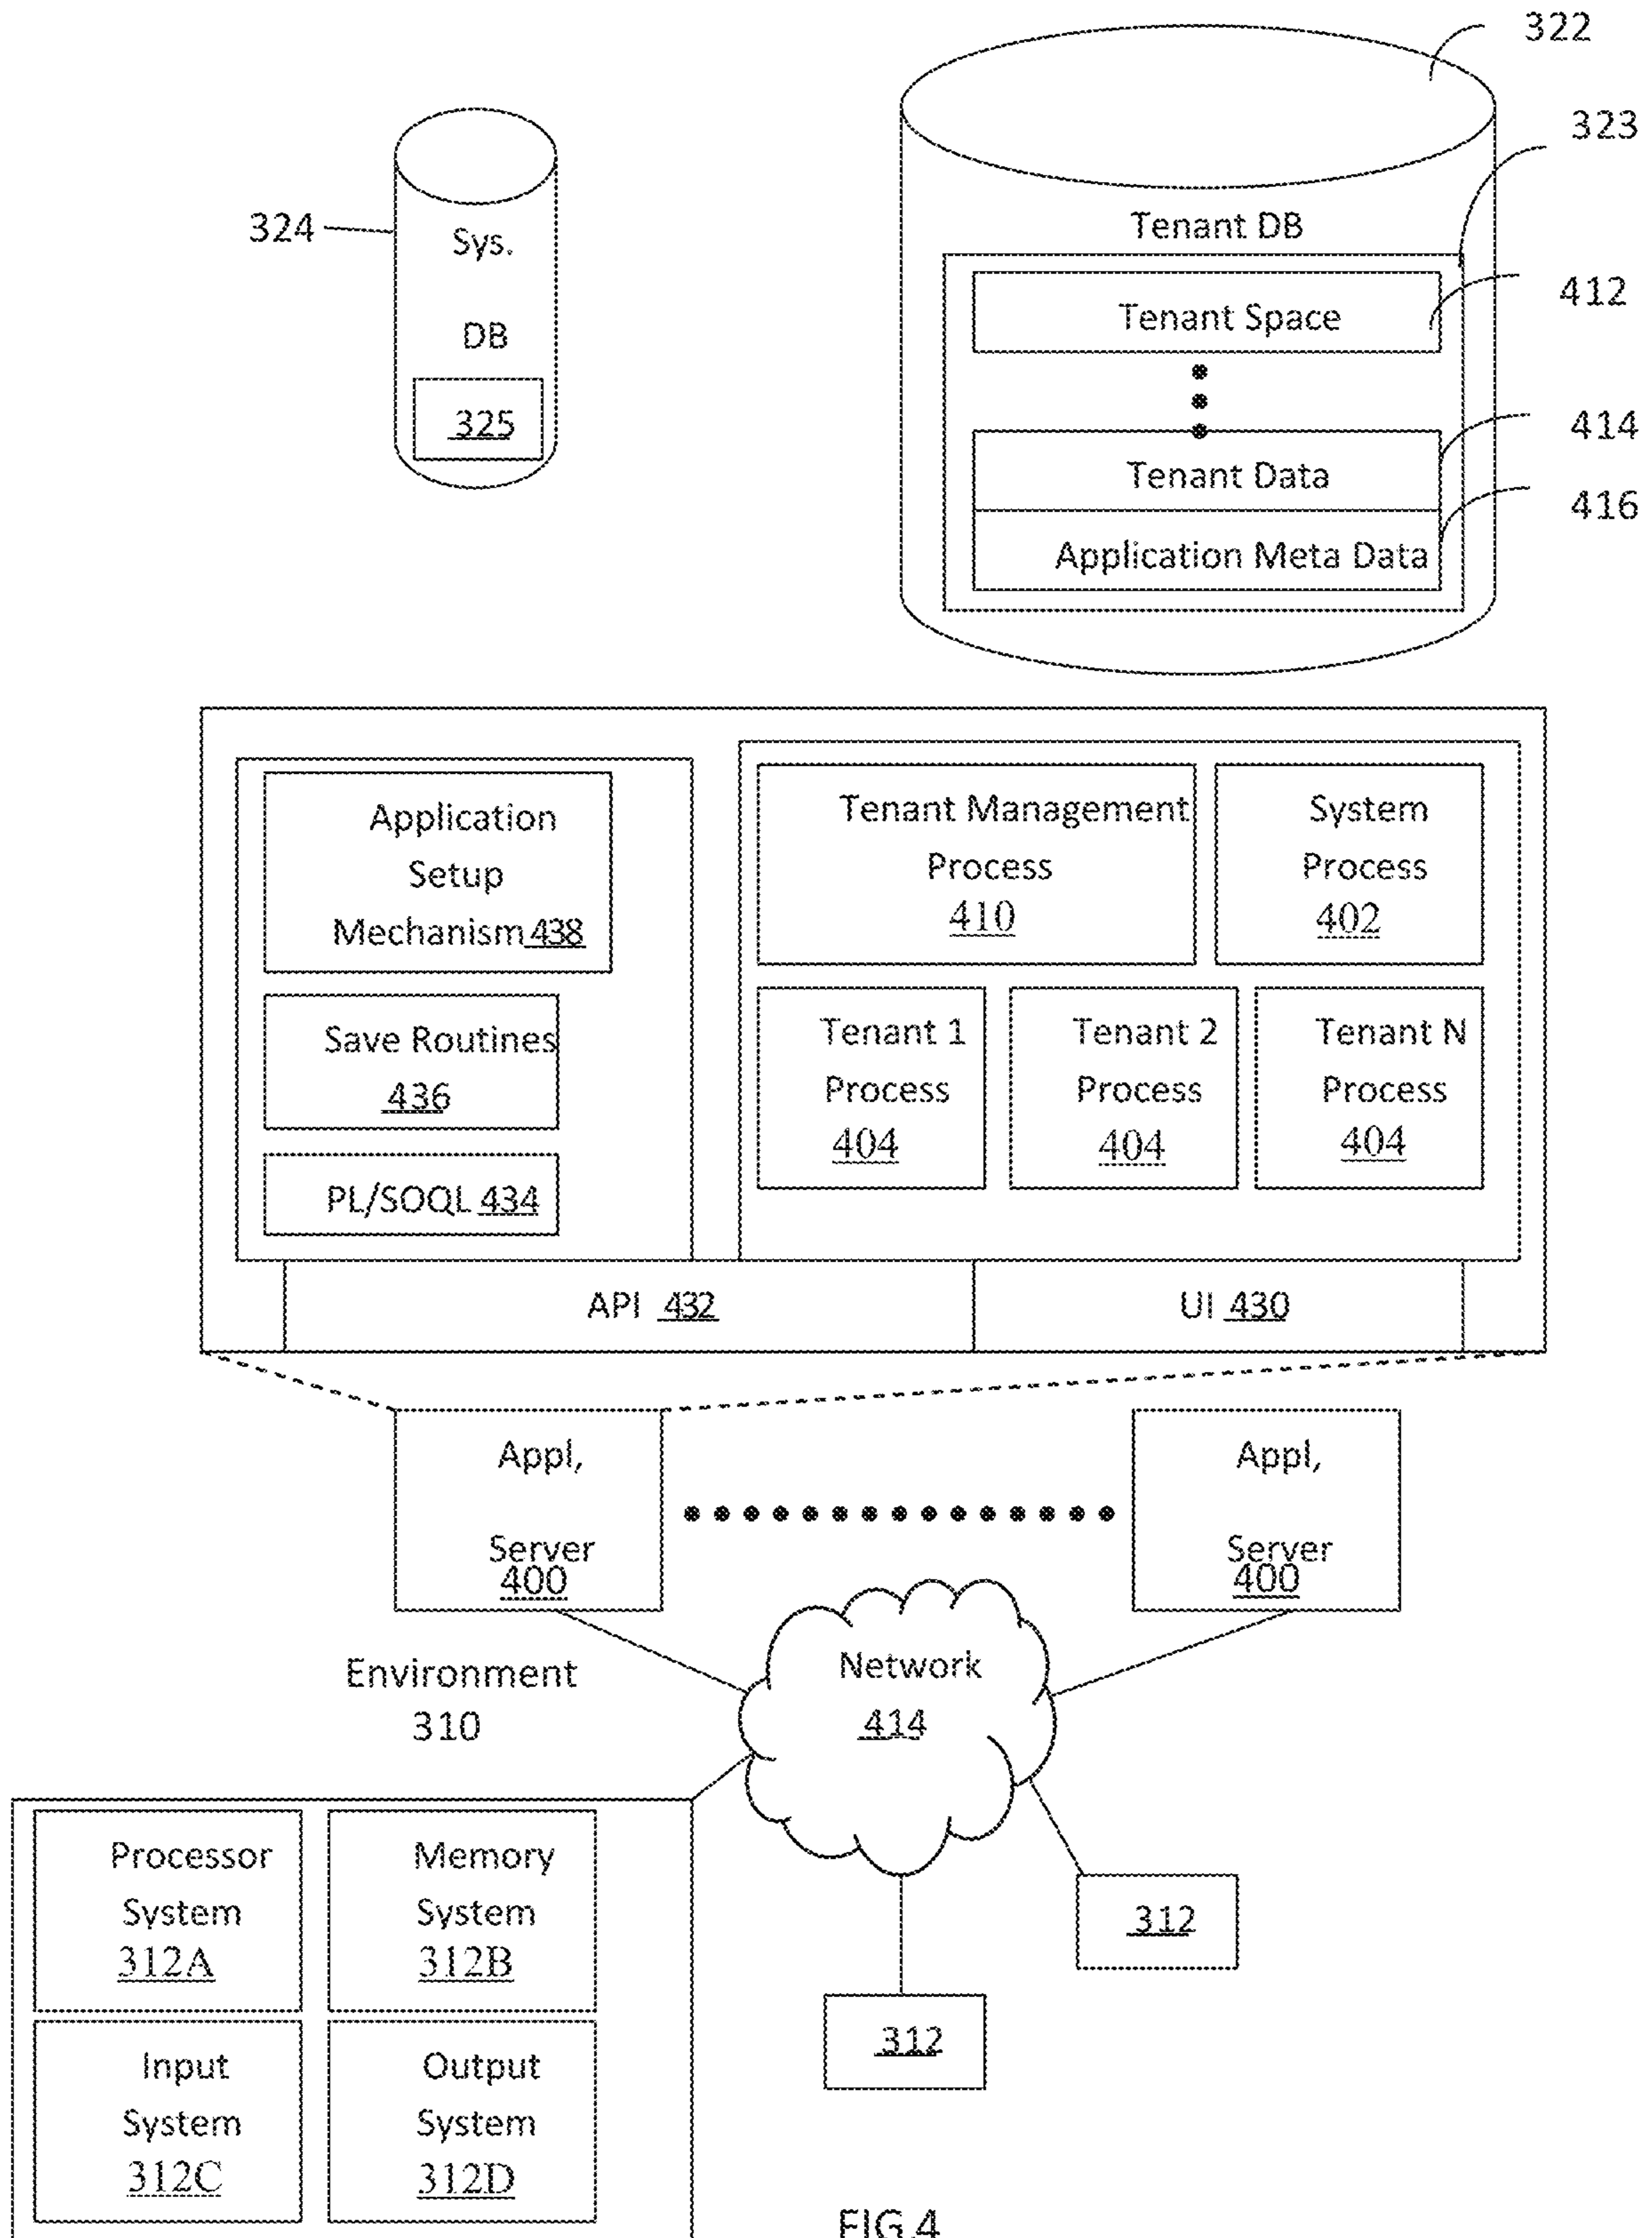 322
323
324
Sys.
DB
325
Tenant DB
Tenant Space
412
414
Tenant Data
416
Application Meta Data
Application
Setup
Mechanism 438
Save Routines
436
PL/SOQL 434
Tenant Management
Process
410
System
Process
402
Tenant 1
Process
404
Tenant 2
Process
404
Tenant N
Process
404
API 432
UI 430
Appl,
Server
400
Appl,
Server
400
Environment
310
Network
414
Processor
System
312A
Memory
System
312B
Input
System
312C
Output
System
312D
312
312
FIG.4